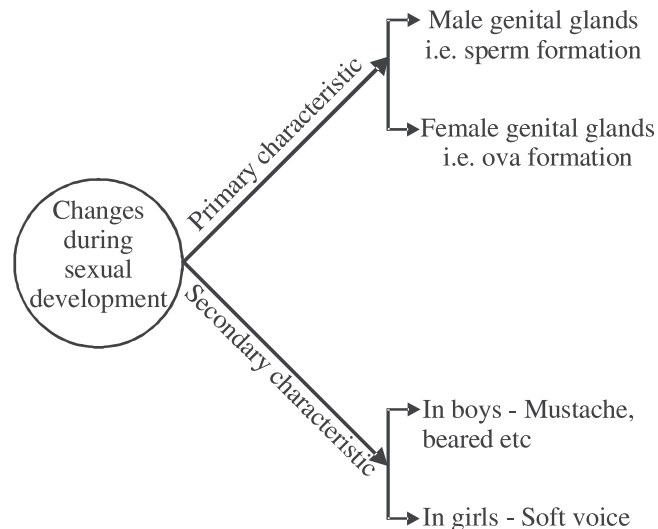 Male genital glands
i.e. sperm formation
Primary characteristic
Female genital glands
i.e. ova formation
Changes
during
sexual
development
Secondary characteristic
In boys - Mustache,
beared etc
In girls - Soft voice